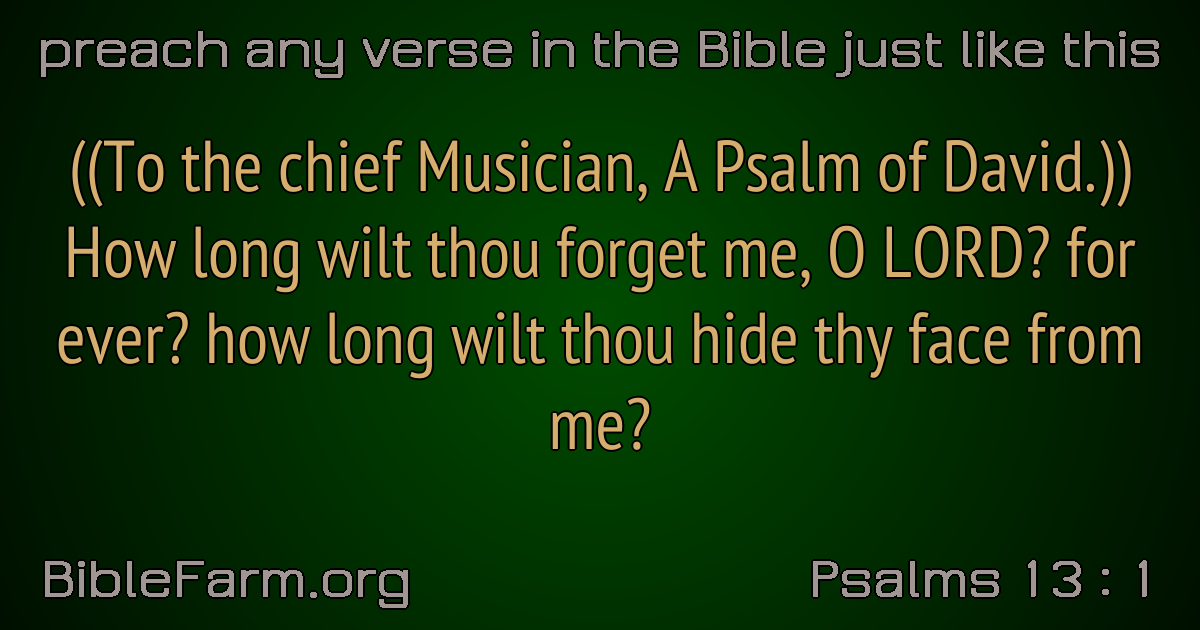 preach any verse in the Bible just like this
((To the chief Musician, A Psalm of David.))
How long wilt thou forget me, O LORD? for
ever? how long wilt thou hide thy face from
me?
BibleFarm.org
Psalms 13 : 1